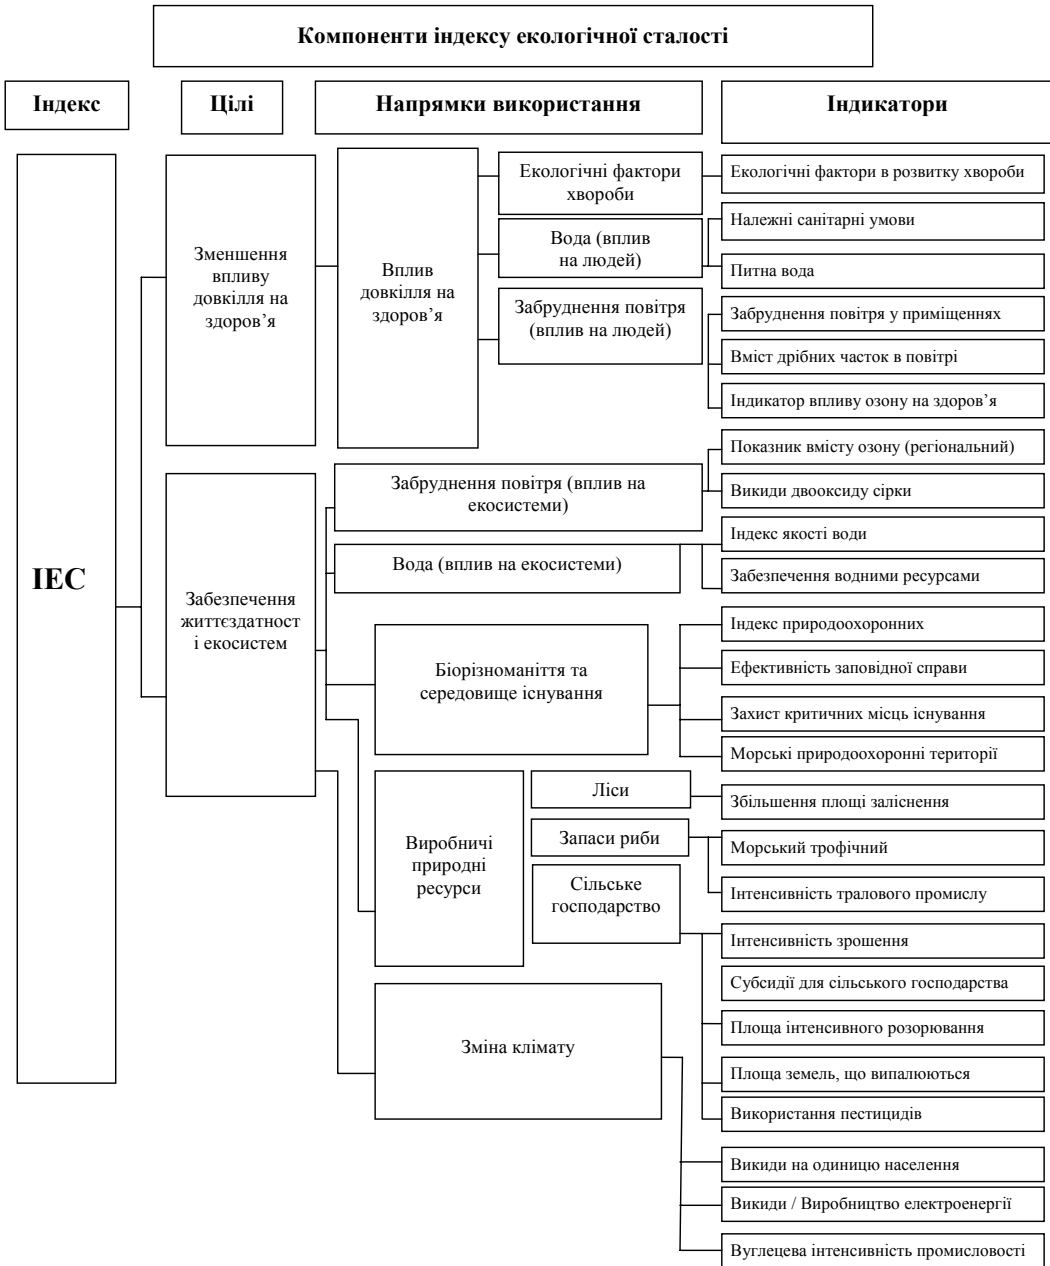 Компоненти індексу екологічної сталості
Індекс
Цілі
Напрямки використання
Індикатори
ІЕС
Зменшення
впливу
довкілля на
здоров’я
Вплив
довкілля на
здоров’я
Екологічні фактори
хвороби
Екологічні фактори в розвитку хвороби
Вода (вплив
на людей)
Належні санітарні умови
Питна вода
Забруднення повітря
(вплив на людей)
Забруднення повітря у приміщеннях
Вміст дрібних часток в повітрі
Індикатор впливу озону на здоров’я
Забезпечення
життєздатност
і екосистем
Забруднення повітря (вплив на
екосистеми)
Показник вмісту озону (регіональний)
Викиди двооксиду сірки
Вода (вплив на екосистеми)
Індекс якості води
Забезпечення водними ресурсами
Біорізноманіття та
середовище існування
Індекс природоохоронних
Ефективність заповідної справи
Захист критичних місць існування
Морські природоохоронні території
Виробничі
природні
ресурси
Ліси
Збільшення площі заліснення
Запаси риби
Морський трофічний
Інтенсивність тралового промислу
Сільське
господарство
Інтенсивність зрошення
Субсидії для сільського господарства
Площа інтенсивного розорювання
Площа земель, що випалюються
Використання пестицидів
Зміна клімату
Викиди на одиницю населення
Викиди / Виробництво електроенергії
Вуглецева інтенсивність промисловості